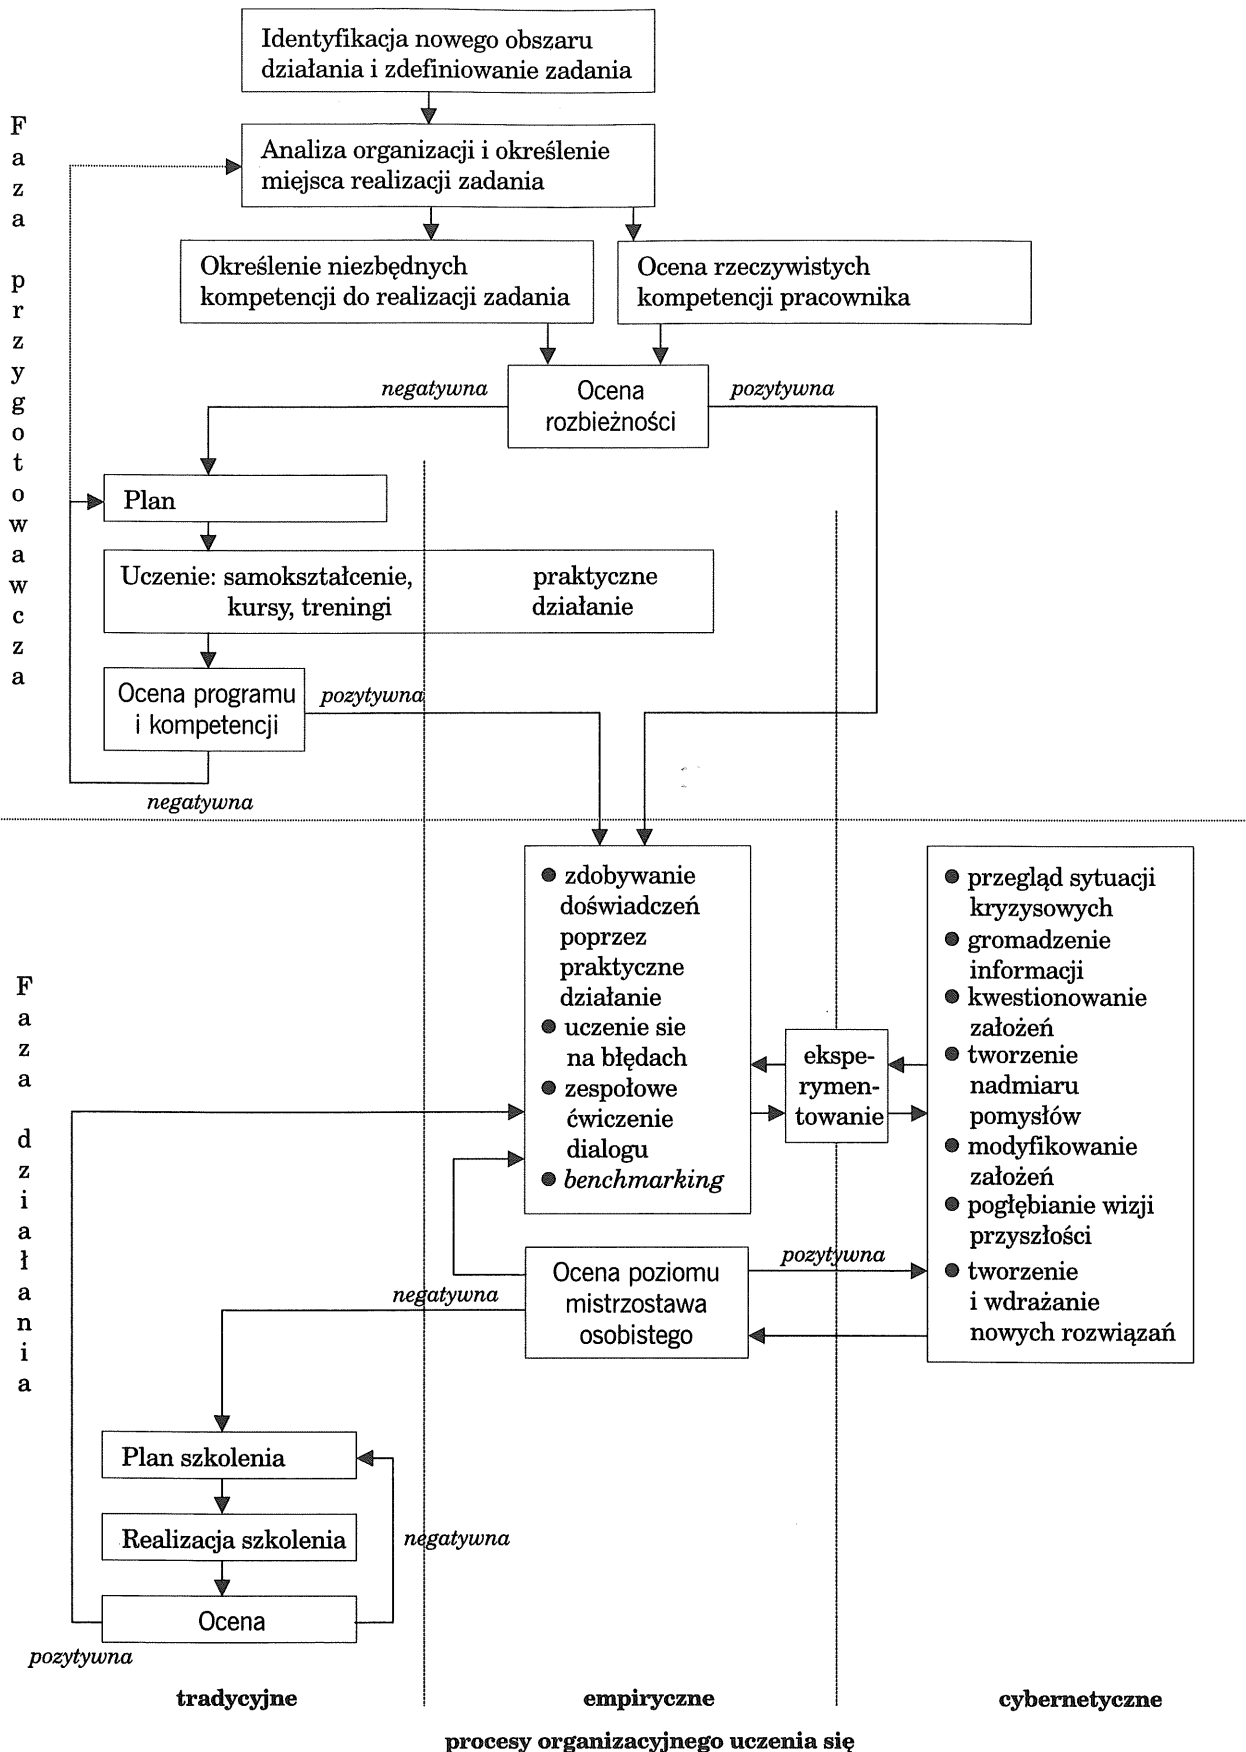 Identyfikacja nowego obszaru
działania i zdefiniowanie zadania
Analiza organizacji i określenie
miejsca realizacji zadania
Faza przygotowawcza
Określenie niezbędnych
kompetencji do realizacji zadania
Ocena rzeczywistych
kompetencji pracownika
negatywna
Ocena
rozbieżności
pozytywna
Plan
Uczenie: samokształcenie,
kursy, treningi
praktyczne
działanie
Ocena programu
i kompetencji
pozytywna
negatywna
Faza działania
● zdobywanie
doświadczeń
poprzez
praktyczne
działanie
● uczenie sie
na błędach
● zespołowe
ćwiczenie
dialogu
● benchmarking
ekspe-
rymen-
towanie
● przegląd sytuacji
kryzysowych
● gromadzenie
informacji
● kwestionowanie
założeń
● tworzenie
nadmiaru
pomysłów
● modyfikowanie
założeń
● pogłębianie wizji
przyszłości
● tworzenie
i wdrażanie
nowych rozwiązań
Ocena poziomu
mistrzostawa
osobistego
pozytywna
negatywna
Plan szkolenia
Realizacja szkolenia
negatywna
Ocena
pozytywna
tradycyjne
empiryczne
cybernetyczne
procesy organizacyjnego uczenia się